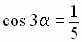 cos 3α = 1/5